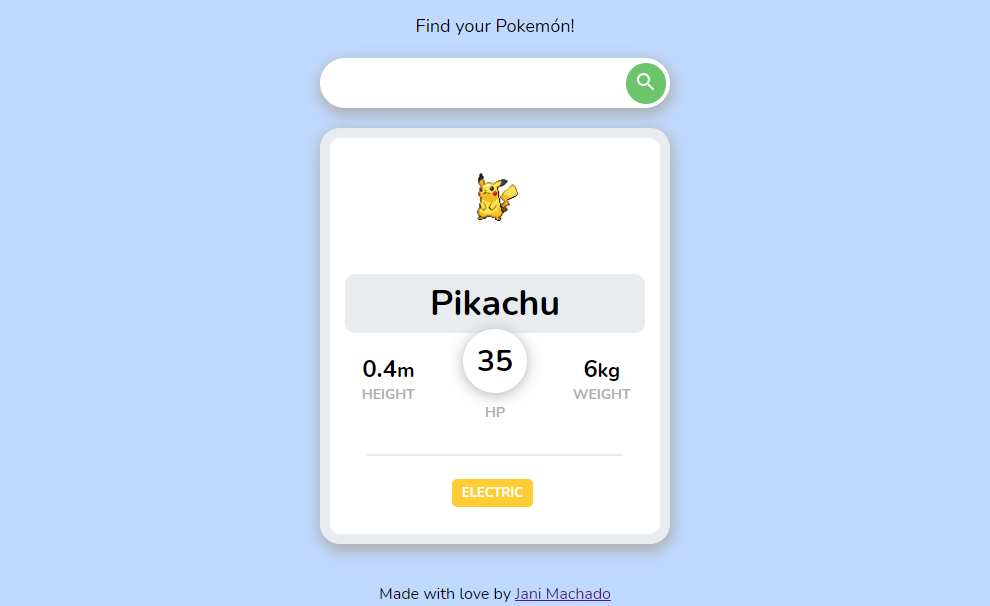 Find your Pokemón!
Pikachu
0.4m
35
6kg
HEIGHT
HP
WEIGHT
ELECTRIC
Made with love by Jani Machado